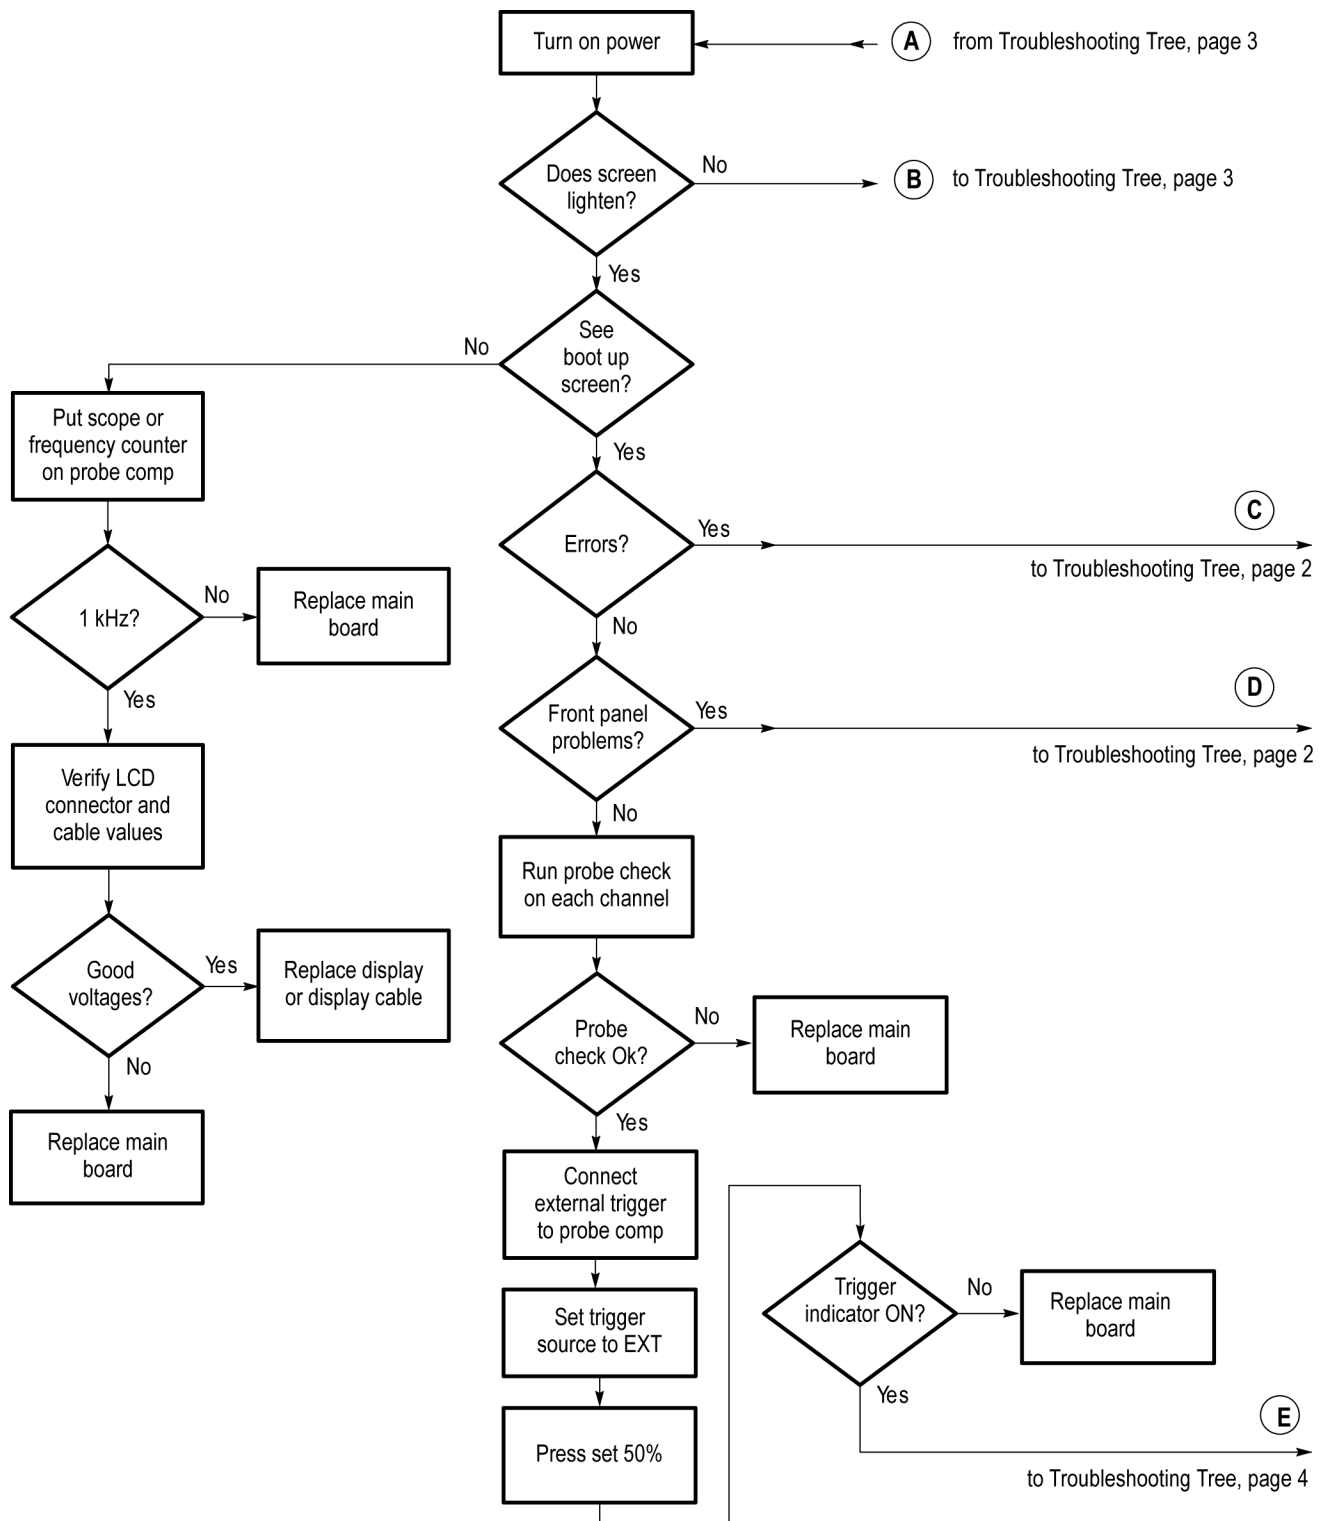 Turn on power
A
from Troubleshooting Tree, page 3
Does screen
lighten?
No
B
to Troubleshooting Tree, page 3
Yes
See
boot up
screen?
No
Yes
Put scope or
frequency counter
on probe comp
1 kHz?
No
Replace main
board
Yes
Verify LCD
connector and
cable values
Good
voltages?
Yes
Replace display
or display cable
No
Replace main
board
Errors?
Yes
C
to Troubleshooting Tree, page 2
No
Front panel
problems?
Yes
D
to Troubleshooting Tree, page 2
No
Run probe check
on each channel
Probe
check Ok?
No
Replace main
board
Yes
Connect
external trigger
to probe comp
Set trigger
source to EXT
Press set 50%
Trigger
indicator ON?
No
Replace main
board
Yes
E
to Troubleshooting Tree, page 4